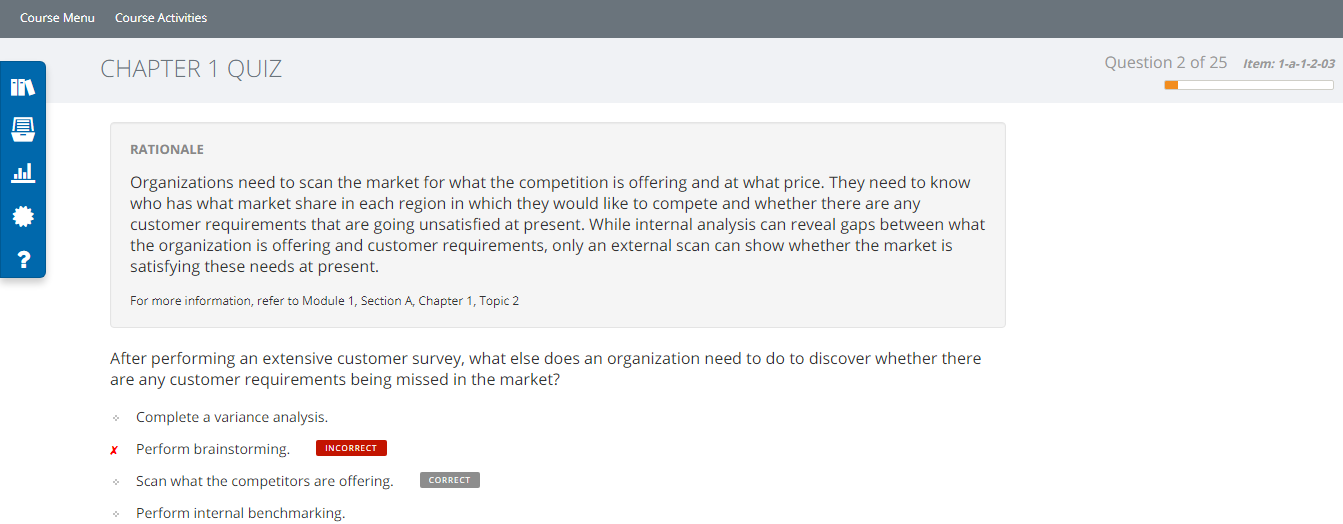 Course Menu Course Activities
CHAPTER 1 QUIZ
Question 2 of 25 Item: 1-a-1-2-03
RATIONALE
Organizations need to scan the market for what the competition is offering and at what price. They need to know
who has what market share in each region in which they would like to compete and whether there are any
customer requirements that are going unsatisfied at present. While internal analysis can reveal gaps between what
the organization is offering and customer requirements, only an external scan can show whether the market is
satisfying these needs at present.
For more information, refer to Module 1, Section A, Chapter 1, Topic 2
After performing an extensive customer survey, what else does an organization need to do to discover whether there
are any customer requirements being missed in the market?
Complete a variance analysis.
✗ Perform brainstorming. INCORRECT
Scan what the competitors are offering. CORRECT
Perform internal benchmarking.
?